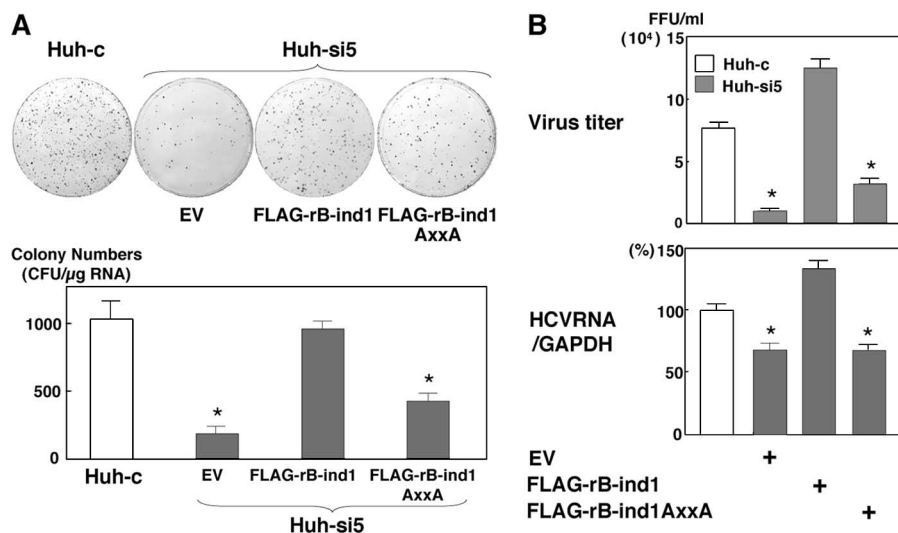 A
Huh-c
Huh-si5
EV
FLAG-rB-ind1
FLAG-rB-ind1
AxxA
Colony Numbers
(CFU/µg RNA)
1000
500
0
*
*
Huh-c
EV
FLAG-rB-ind1
FLAG-rB-ind1
AxxA
Huh-si5
B
FFU/ml
(10⁴)
15
10
5
0
Huh-c
Huh-si5
Virus titer
*
*
(%)
150
100
50
0
HCVRNA
/GAPDH
*
*
EV +
FLAG-rB-ind1 +
FLAG-rB-ind1AxxA +